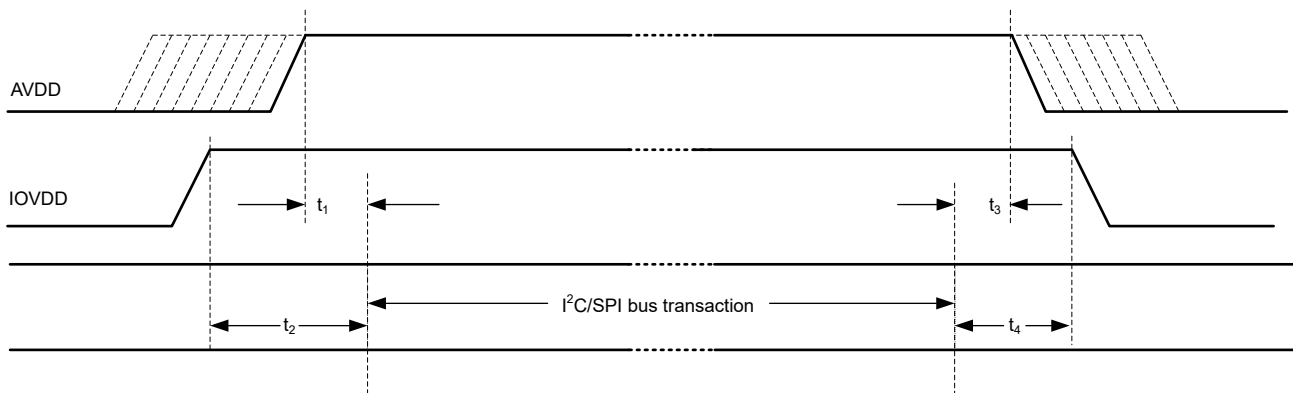 AVDD
IOVDD
t₁
t₃
I²C/SPI bus transaction
t₂
t₄